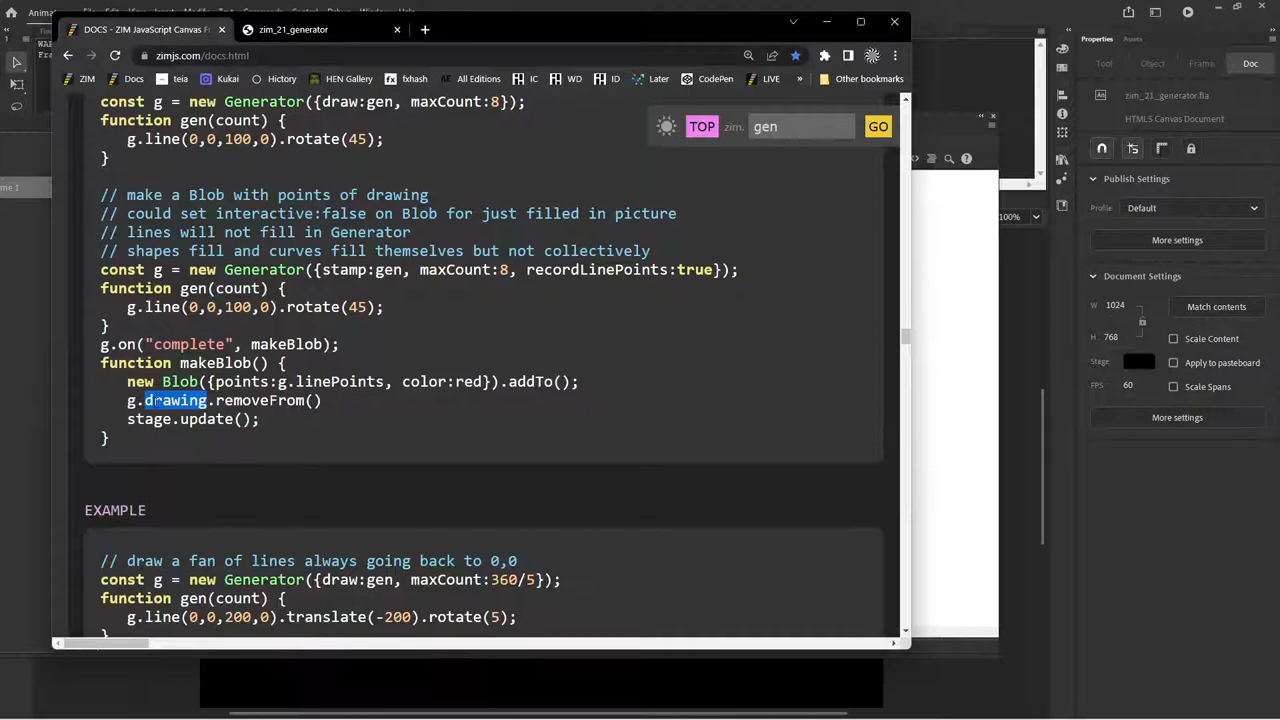 Animat
DOCS - ZIM JavaScript Canvas F
zim_21_generator
zimjs.com/docs.html
ZIM
Docs
teia
Kukai
Hictory
HEN Gallery
fxhash
All Editions
IC
WD
ID
Later
CodePen
LIVE
»
Other bookmarks
const g = new Generator({draw:gen, maxCount:8});
function gen(count) {
g.line(0,0,100,0).rotate(45);
}
TOP
zim.
gen
GO
// make a Blob with points of drawing
// could set interactive:false on Blob for just filled in picture
// lines will not fill in Generator
// shapes fill and curves fill themselves but not collectively
const g = new Generator({stamp:gen, maxCount:8, recordLinePoints:true});
function gen(count) {
g.line(0,0,100,0).rotate(45);
}
g.on("complete", makeBlob);
function makeBlob() {
new Blob({points:g.linePoints, color:red}).addTo();
g.drawing.removeFrom()
stage.update();
}
EXAMPLE
// draw a fan of lines always going back to 0,0
const g = new Generator({draw:gen, maxCount:360/5});
function gen(count) {
g.line(0,0,200,0).translate(-200).rotate(5);
}
me 1
100%
Properties
Assets
Tool
Object
Frame
Doc
zim_21_generator.fla
HTML5 Canvas Document
Publish Settings
Profile
Default
More settings
Document Settings
W
1024
Match contents
H
768
Scale Content
Stage
Apply to pasteboard
FPS
60
Scale Spans
More settings